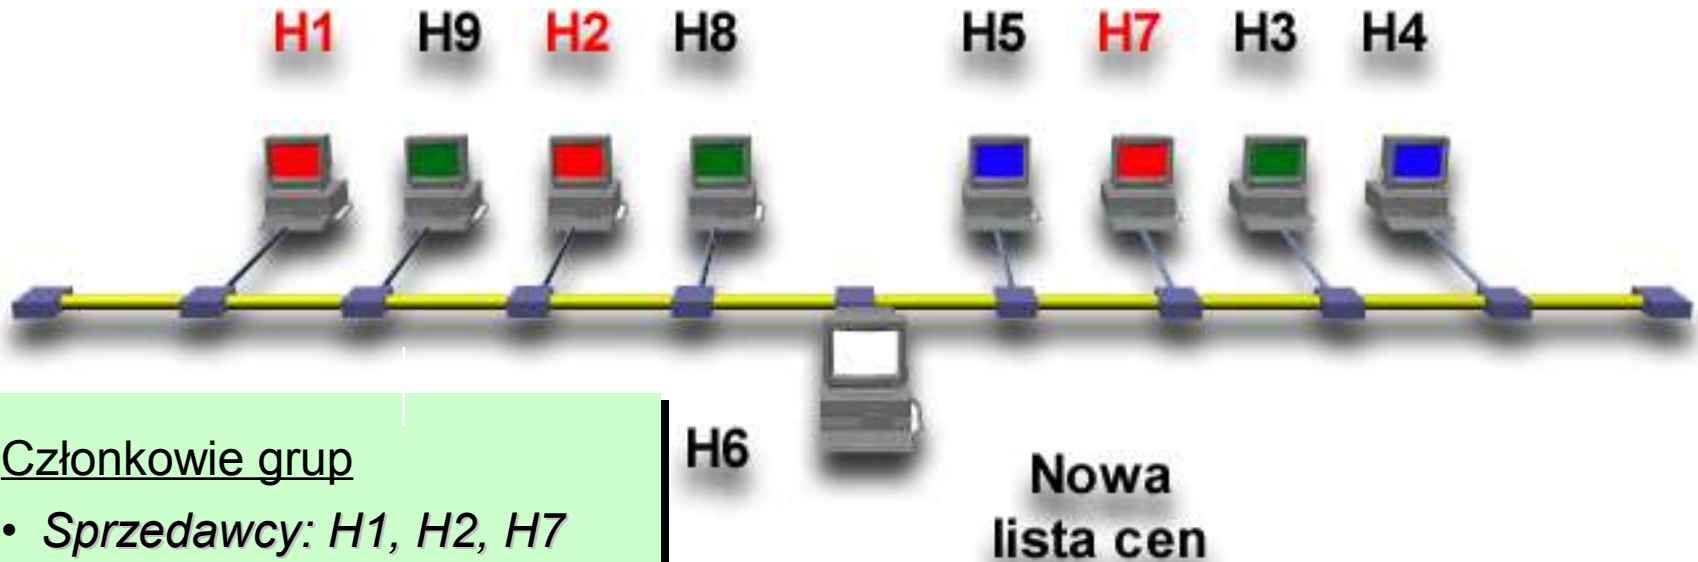 H1 H9 H2 H8 H5 H7 H3 H4
H6
Członkowie grup
• Sprzedawcy: H1, H2, H7
Nowa
lista cen